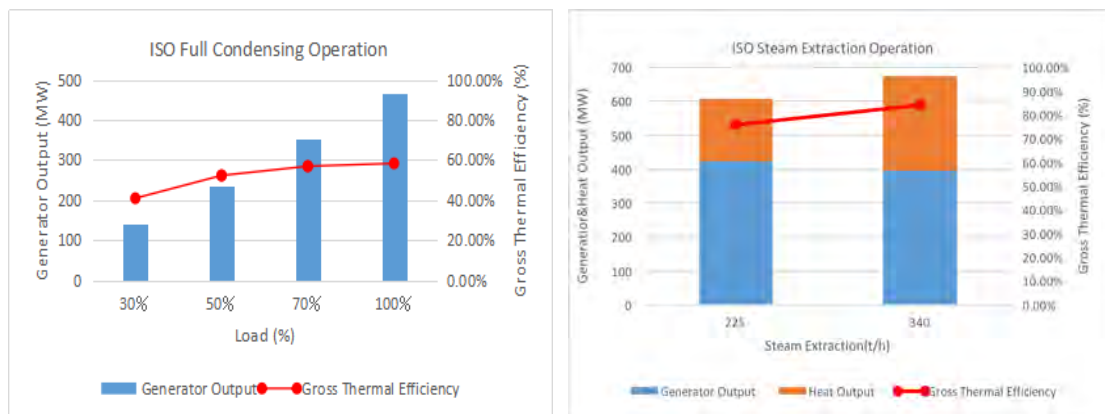 ISO Full Condensing Operation
Generator Output (MW)
500
400
300
200
100
0
100.00%
80.00%
60.00%
40.00%
20.00%
0.00%
Gross Thermal Efficiency (%)
30% 50% 70% 100%
Load (%)
Generator Output Gross Thermal Efficiency
ISO Steam Extraction Operation
Generatior&Heat Output (MW)
700
600
500
400
300
200
100
0
100.00%
90.00%
80.00%
70.00%
60.00%
50.00%
40.00%
30.00%
20.00%
10.00%
0.00%
Gross Thermal Efficiency (%)
225 340
Steam Extraction(t/h)
Generator Output Heat Output Gross Thermal Efficiency